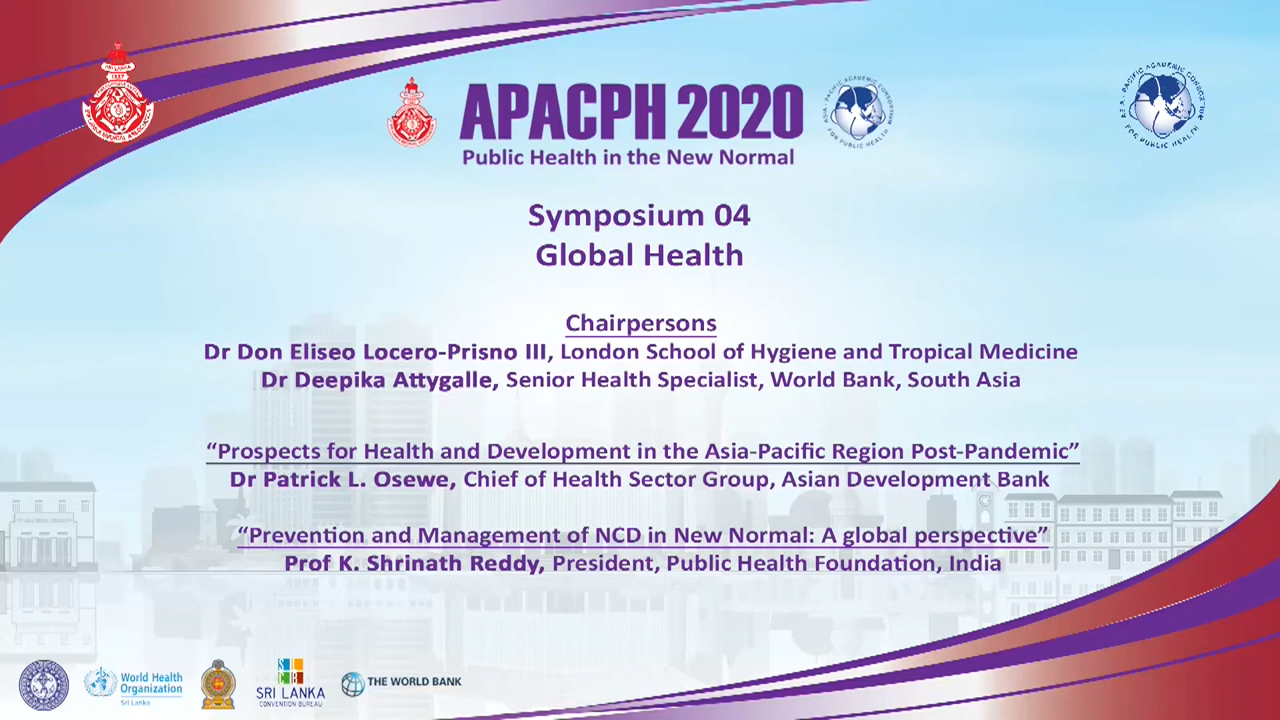 APACPH 2020
Public Health in the New Normal
Symposium 04
Global Health
Chairpersons
Dr Don Eliseo Locero-Prisno III, London School of Hygiene and Tropical Medicine
Dr Deepika Attygalle, Senior Health Specialist, World Bank, South Asia
“Prospects for Health and Development in the Asia-Pacific Region Post-Pandemic”
Dr Patrick L. Osewe, Chief of Health Sector Group, Asian Development Bank
“Prevention and Management of NCD in New Normal: A global perspective”
Prof K. Shrinath Reddy, President, Public Health Foundation, India
World Health
Organization
Sri Lanka
SCB
SRI LANKA
CONVENTION BUREAU
THE WORLD BANK